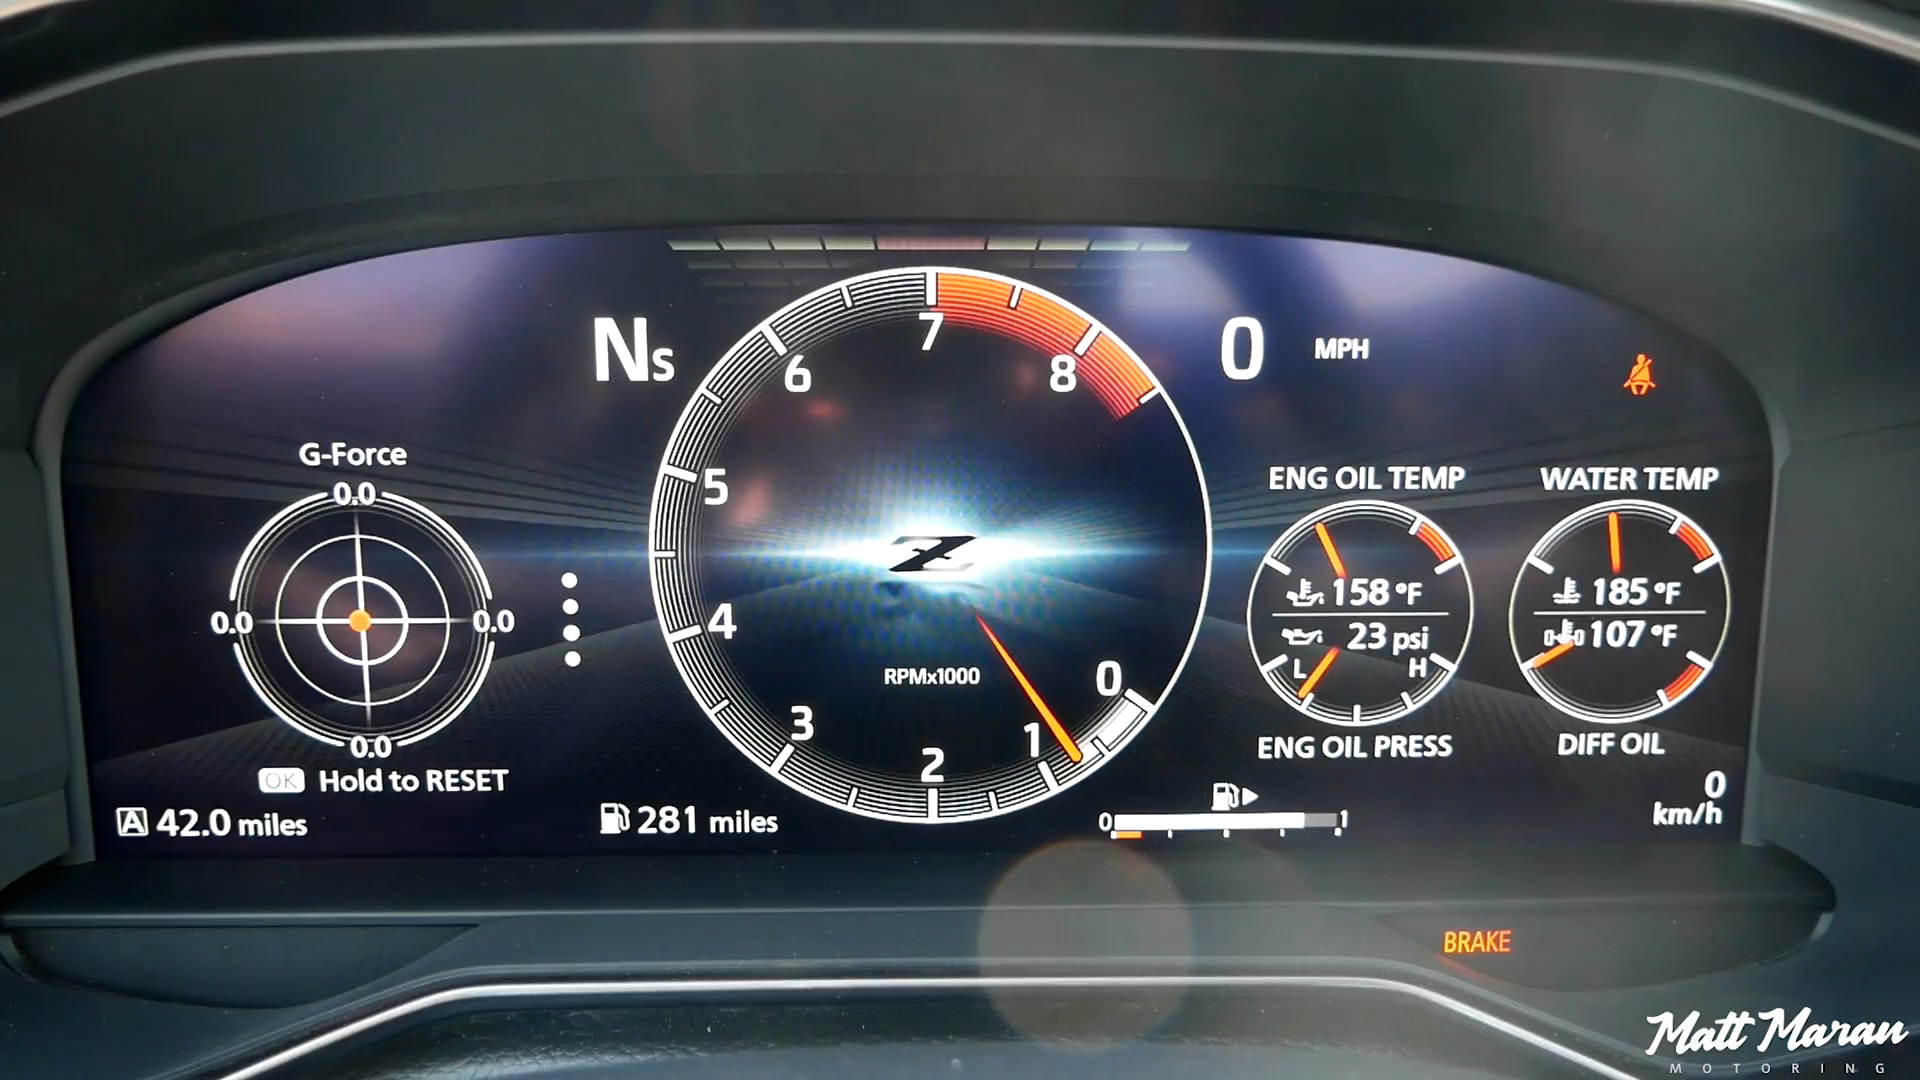 7
6
8
5
4
3
2
1
0
RPMx1000
Z
Ns
0 MPH
G-Force
0.0
0.0
0.0
0.0
OK Hold to RESET
A 42.0 miles
281 miles
0 1
ENG OIL TEMP
158 °F
23 psi
L H
ENG OIL PRESS
WATER TEMP
185 °F
107 °F
DIFF OIL
0
km/h
BRAKE
Matt Maran
MOTORING